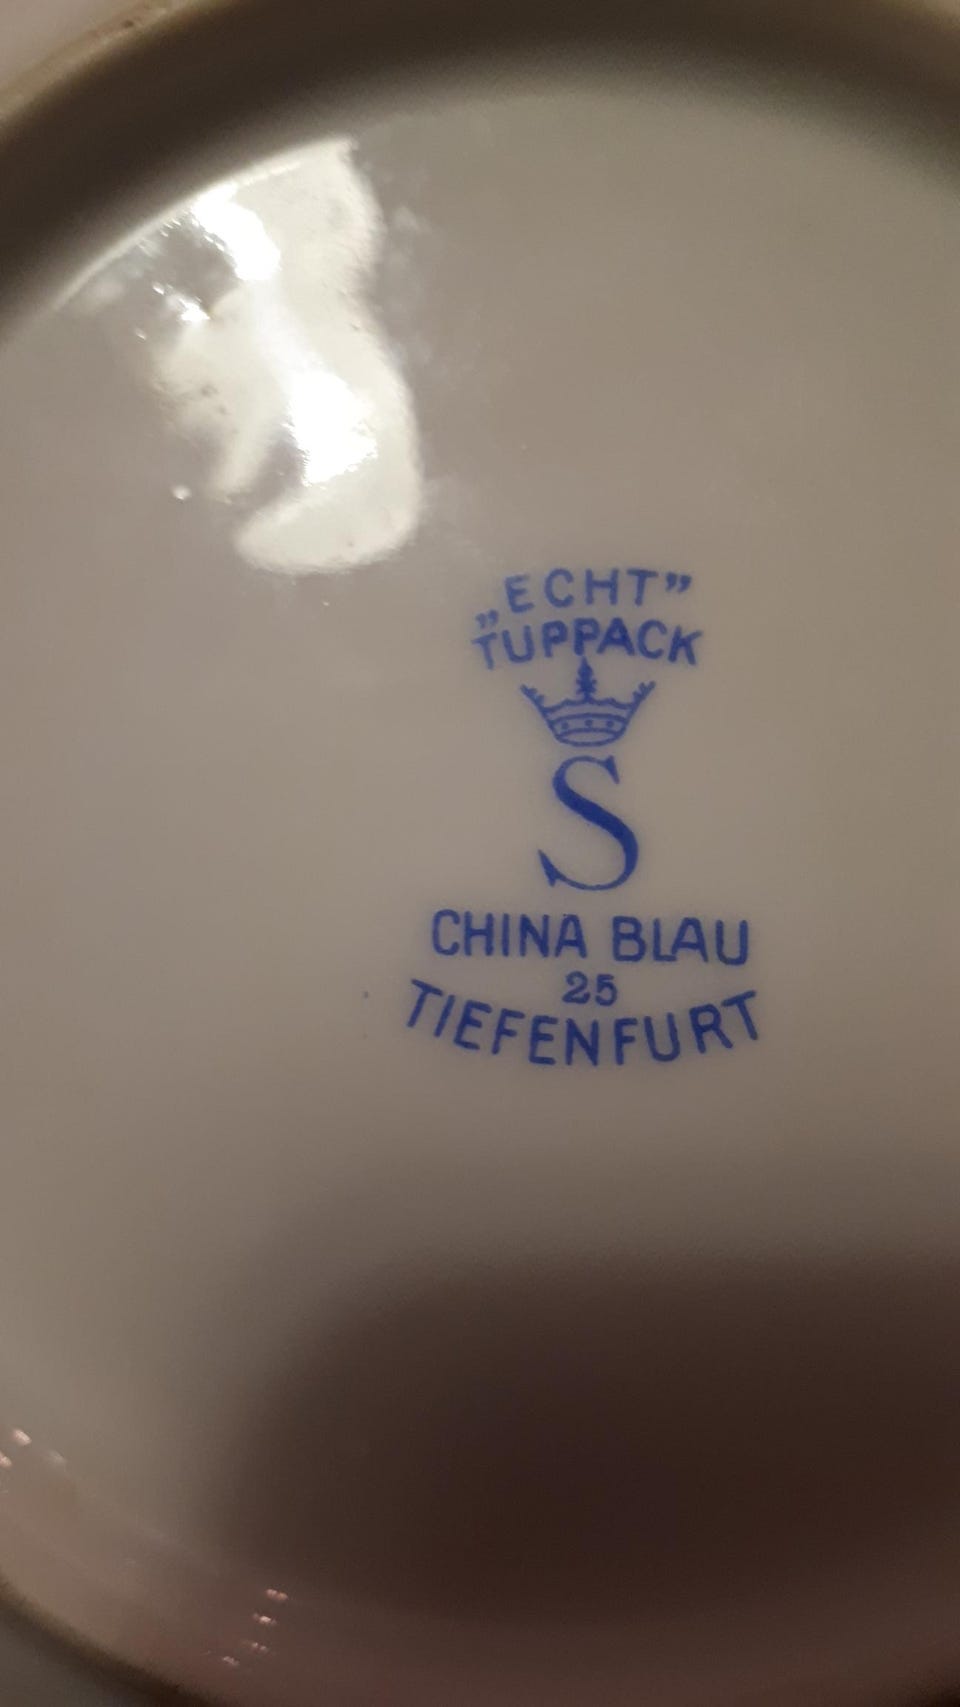 „ECHT”
TUPPACK
S
CHINA BLAU
25
TIEFENFURT